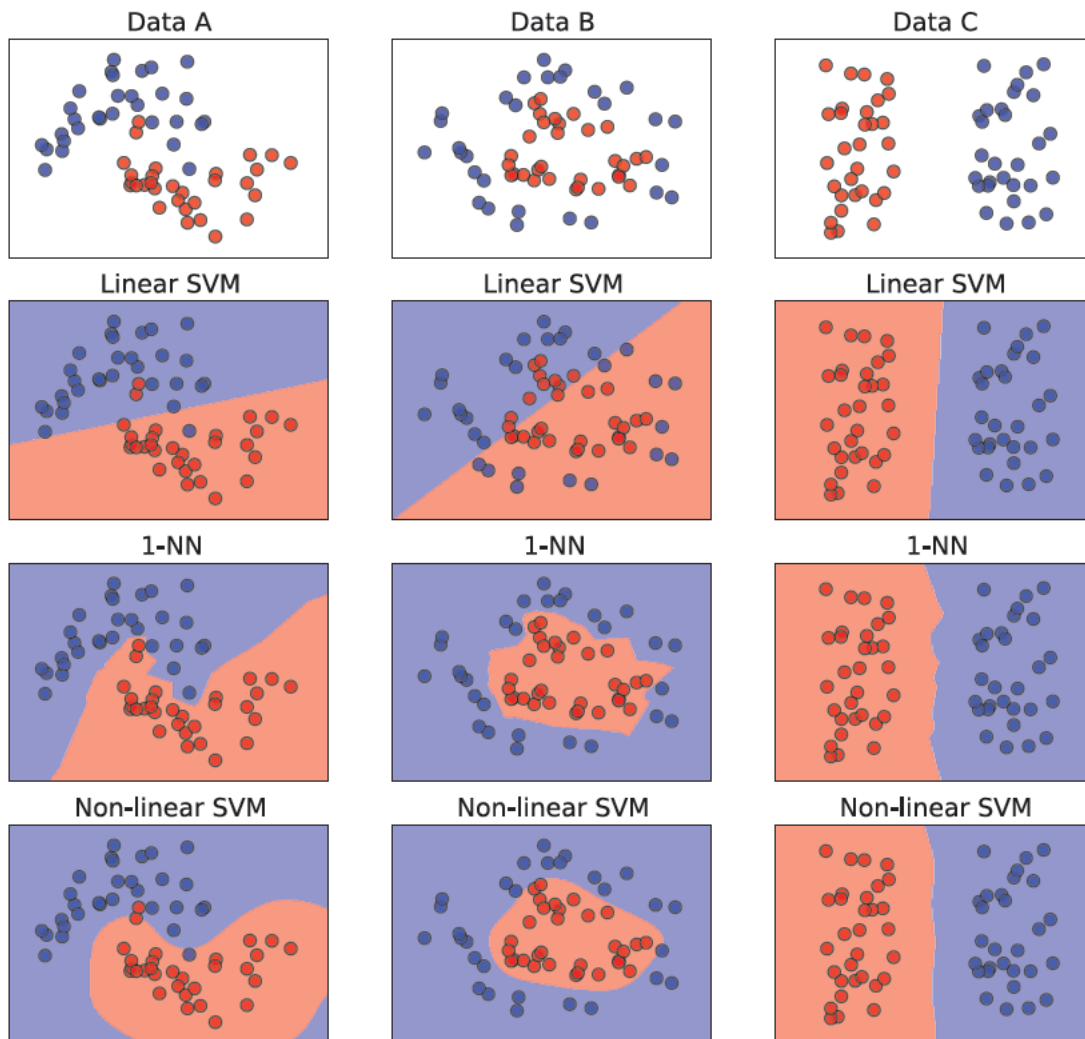 Data A
Data B
Data C
Linear SVM
Linear SVM
Linear SVM
1-NN
1-NN
1-NN
Non-linear SVM
Non-linear SVM
Non-linear SVM